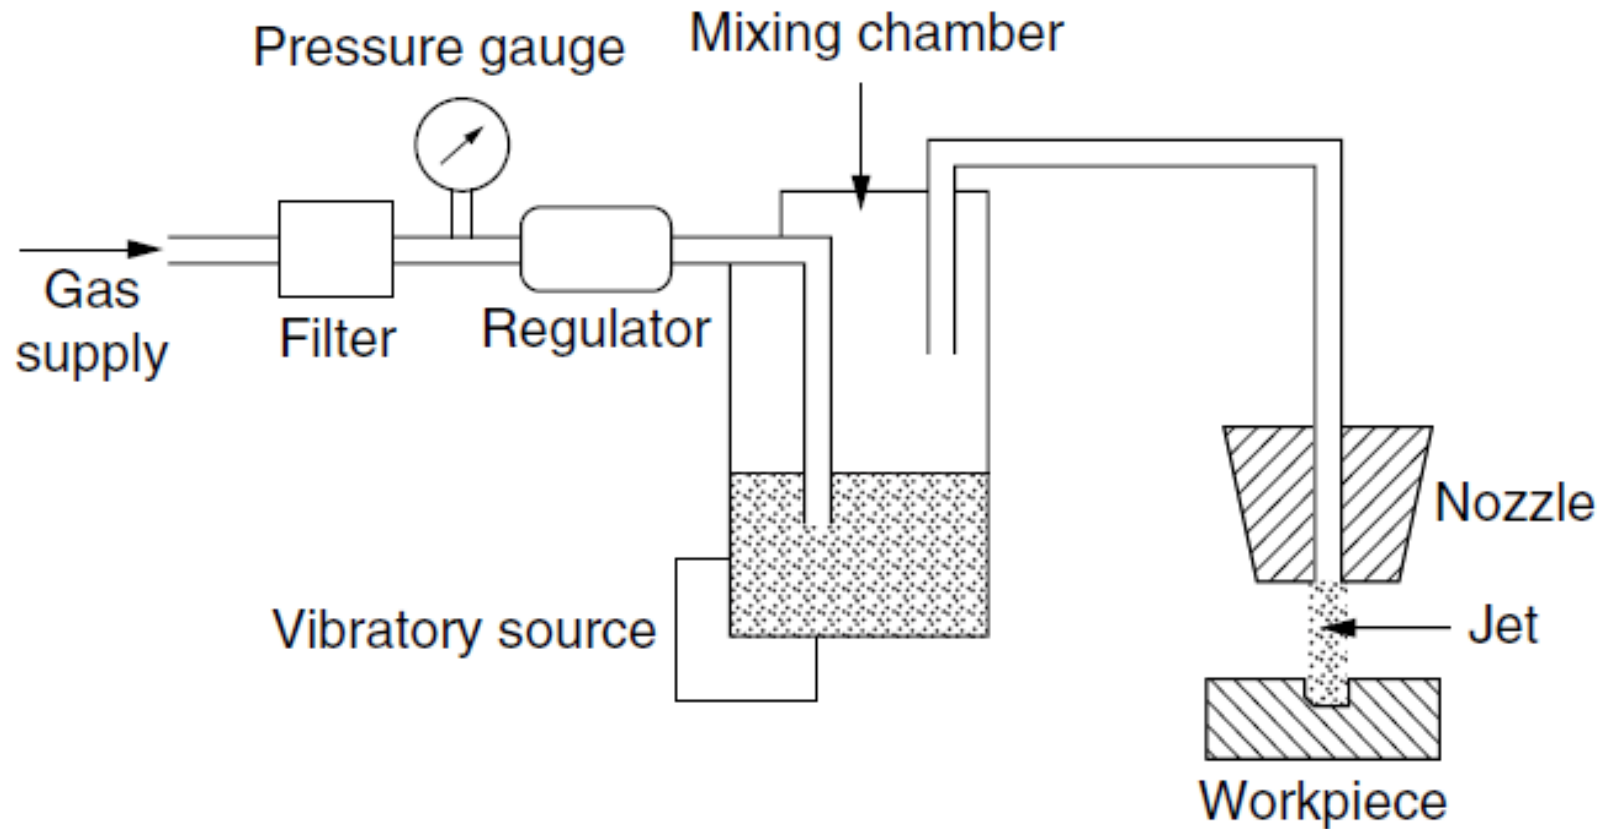 Pressure gauge
Mixing chamber
Gas
supply
Filter
Regulator
Nozzle
Vibratory source
Jet
Workpiece